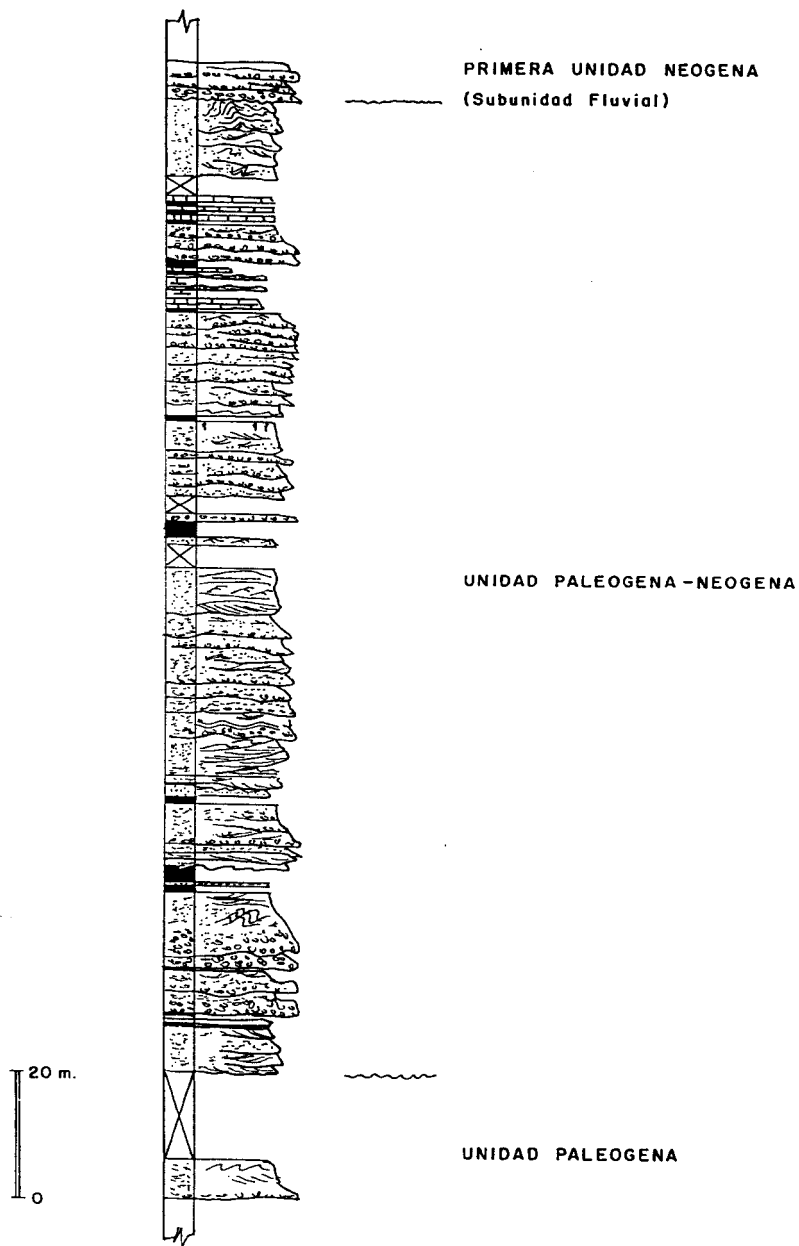 PRIMERA UNIDAD NEOGENA
(Subunidad Fluvial)
UNIDAD PALEOGENA-NEOGENA
20 m.
UNIDAD PALEOGENA
0